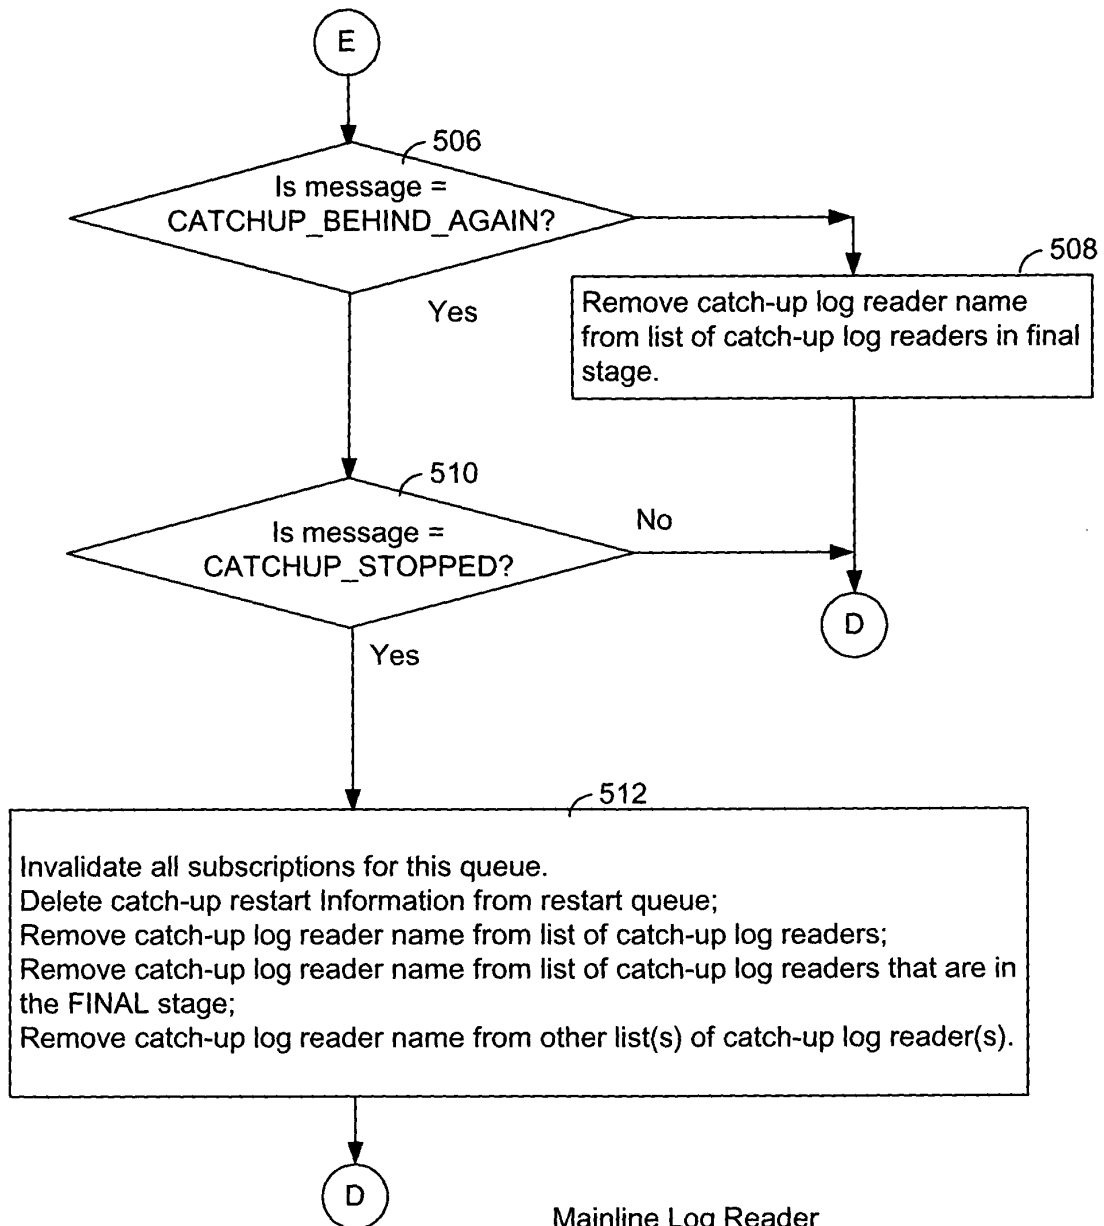 E
506
Is message =
CATCHUP_BEHIND_AGAIN?
508
Yes
Remove catch-up log reader name
from list of catch-up log readers in final
stage.
510
Is message =
CATCHUP_STOPPED?
No
D
Yes
512
Invalidate all subscriptions for this queue.
Delete catch-up restart Information from restart queue;
Remove catch-up log reader name from list of catch-up log readers;
Remove catch-up log reader name from list of catch-up log readers that are in
the FINAL stage;
Remove catch-up log reader name from other list(s) of catch-up log reader(s).
D
Mainline Log Reader